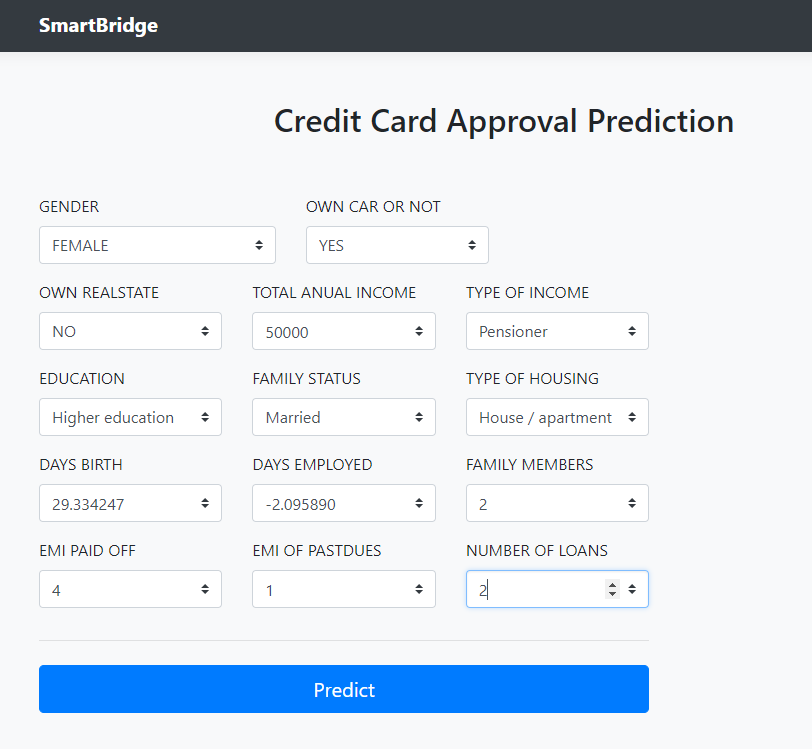 SmartBridge
Credit Card Approval Prediction
GENDER OWN CAR OR NOT
FEMALE YES
OWN REALSTATE TOTAL ANUAL INCOME TYPE OF INCOME
NO 50000 Pensioner
EDUCATION FAMILY STATUS TYPE OF HOUSING
Higher education Married House / apartment
DAYS BIRTH DAYS EMPLOYED FAMILY MEMBERS
29.334247 -2.095890 2
EMI PAID OFF EMI OF PASTDUES NUMBER OF LOANS
4 1 2
Predict